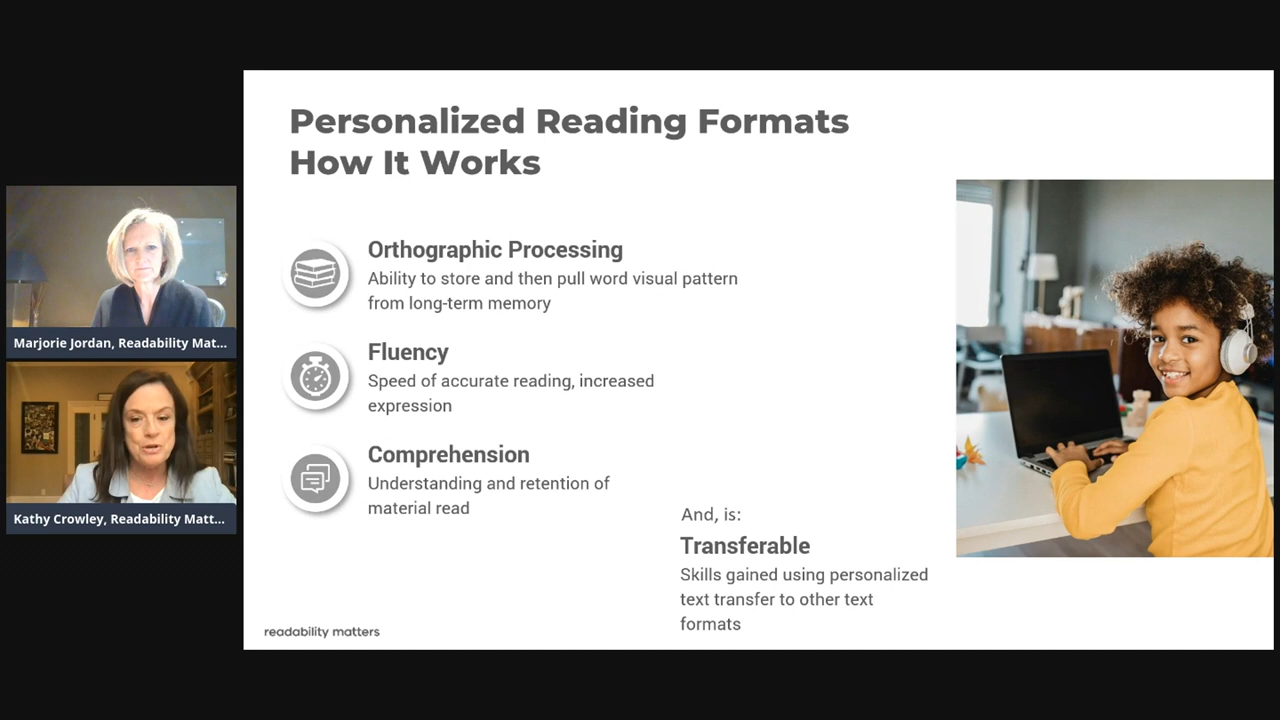 Personalized Reading Formats
How It Works
Orthographic Processing
Ability to store and then pull word visual pattern
from long-term memory
Fluency
Speed of accurate reading, increased
expression
Comprehension
Understanding and retention of
material read
And, is:
Transferable
Skills gained using personalized
text transfer to other text
formats
readability matters
Marjorie Jordan, Readability Mat...
Kathy Crowley, Readability Matt...